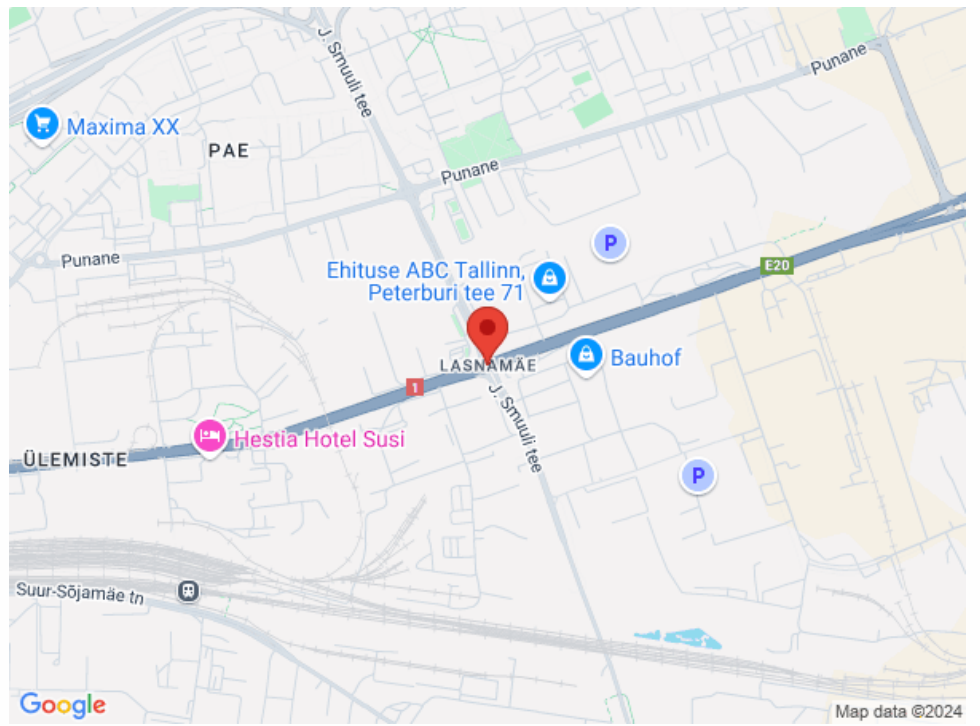 J. Smuuli tee
Punane
Maxima XX
PAE
Punane
Punane
P
Ehituse ABC Tallinn,
Peterburi tee 71
E20
LASNAMÄE
Bauhof
1
J. Smuuli tee
Hestia Hotel Susi
ÜLEMISTE
P
Suur-Sõjamäe tn
Google
Map data ©2024